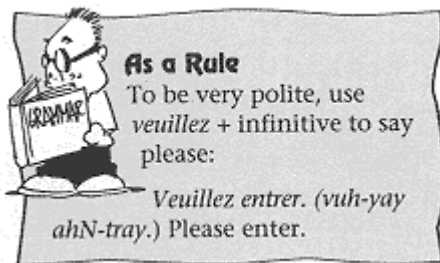 As a Rule
To be very polite, use
veuillez + infinitive to say
please:
GRAMMAR
Veuillez entrer. (vuh-yay
ahN-tray.) Please enter.